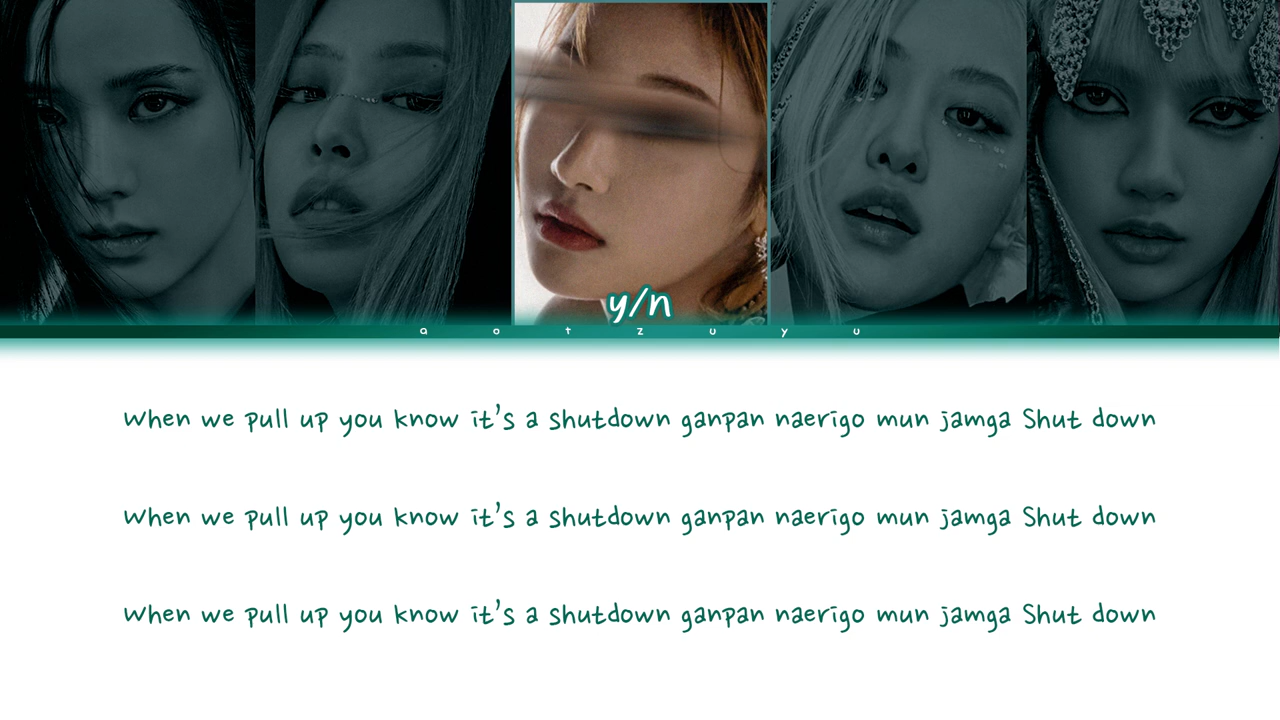 y/n
a o t z u y u
When we pull up you know it's a shutdown ganpan naerigo mun jamga Shut down
When we pull up you know it's a shutdown ganpan naerigo mun jamga Shut down
When we pull up you know it's a shutdown ganpan naerigo mun jamga Shut down